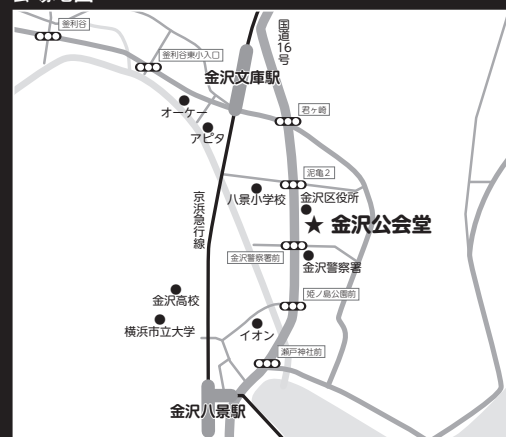 釜利谷
釜利谷東小入口
国道16号
金沢文庫駅
オーケー
アピタ
君ヶ崎
泥亀2
八景小学校
金沢区役所
★ 金沢公会堂
京浜急行線
金沢警察署前
金沢警察署
金沢高校
姫ノ島公園前
横浜市立大学
イオン
瀬戸神社前
金沢八景駅